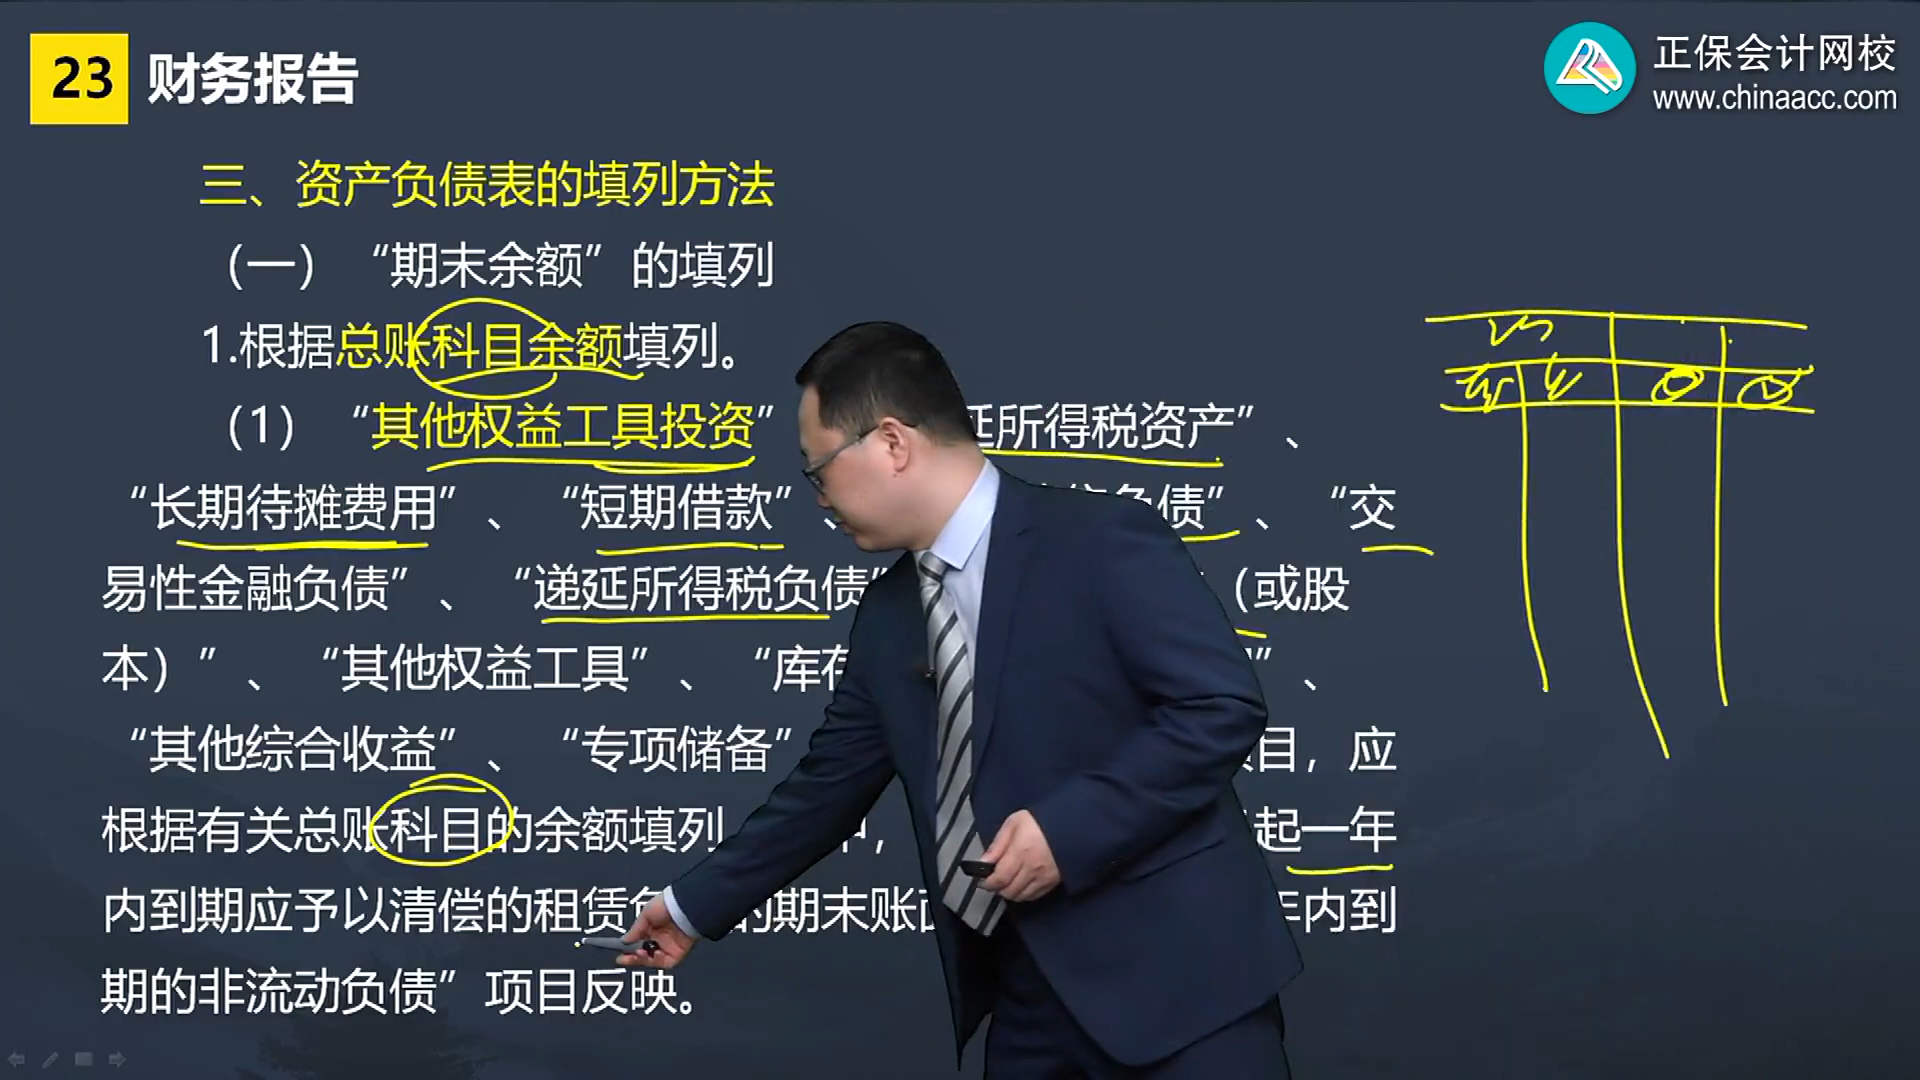 23 财务报告
正保会计网校
www.chinaacc.com
三、资产负债表的填列方法
（一）“期末余额”的填列
1.根据总账科目余额填列。
（1）“其他权益工具投资” 延所得税资产”、
“长期待摊费用”、“短期借款”、 负债”、“交
易性金融负债”、“递延所得税负债” （或股
本）”、“其他权益工具”、“库存 ”、
“其他综合收益”、“专项储备” 目，应
根据有关总账科目的余额填列 中， 起一年
内到期应予以清偿的租赁 的期末账面 年内到
期的非流动负债”项目反映。